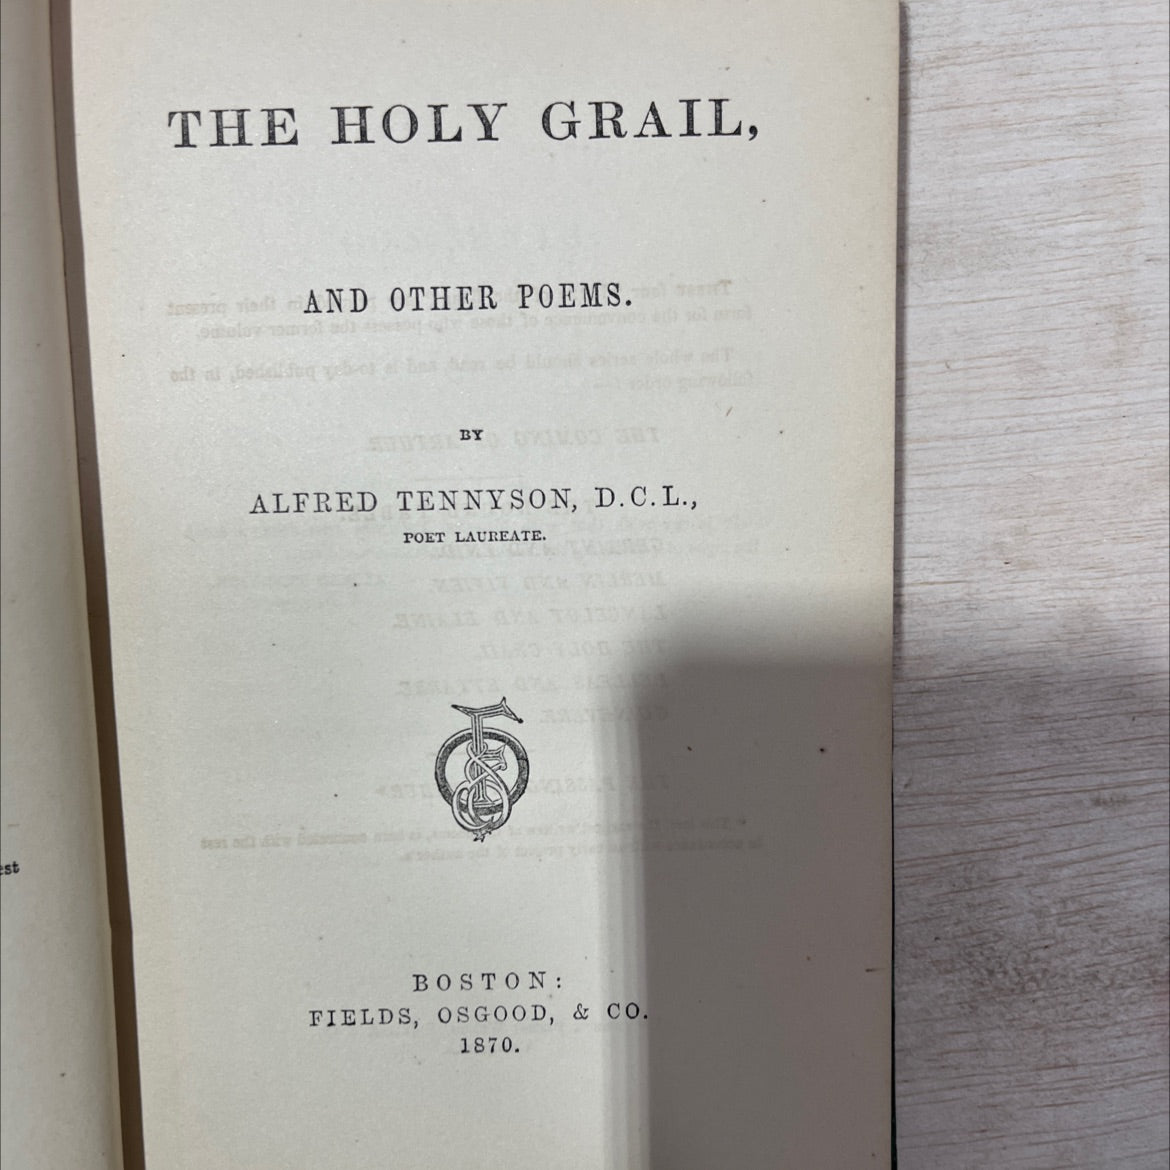 THE HOLY GRAIL,
AND OTHER POEMS.
BY
ALFRED TENNYSON, D.C.L.,
POET LAUREATE.
BOSTON:
FIELDS, OSGOOD, & CO.
1870.